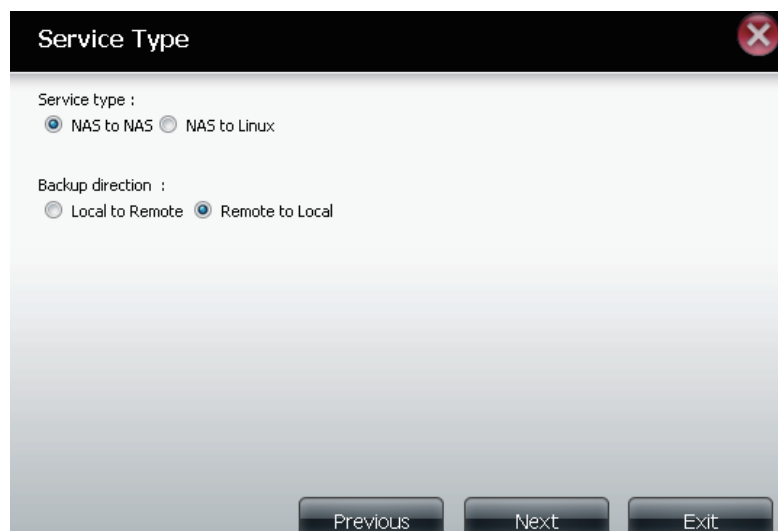 Service Type
Service type :
NAS to NAS NAS to Linux
Backup direction :
Local to Remote Remote to Local
Previous Next Exit